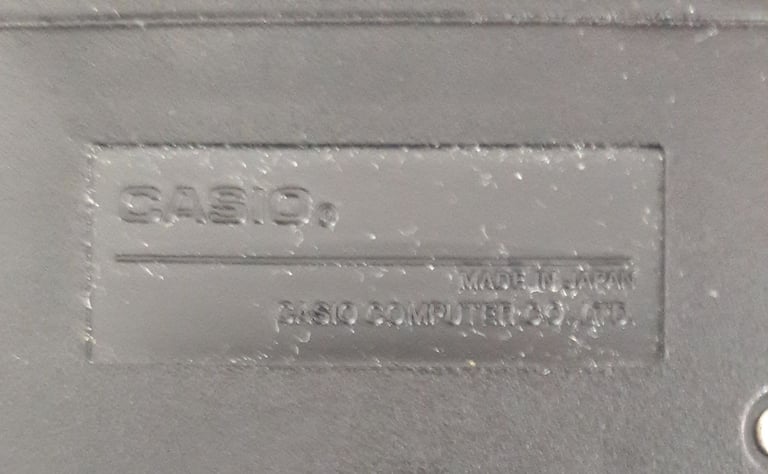 CASIO®
MADE IN JAPAN
CASIO COMPUTER CO.,LTD.